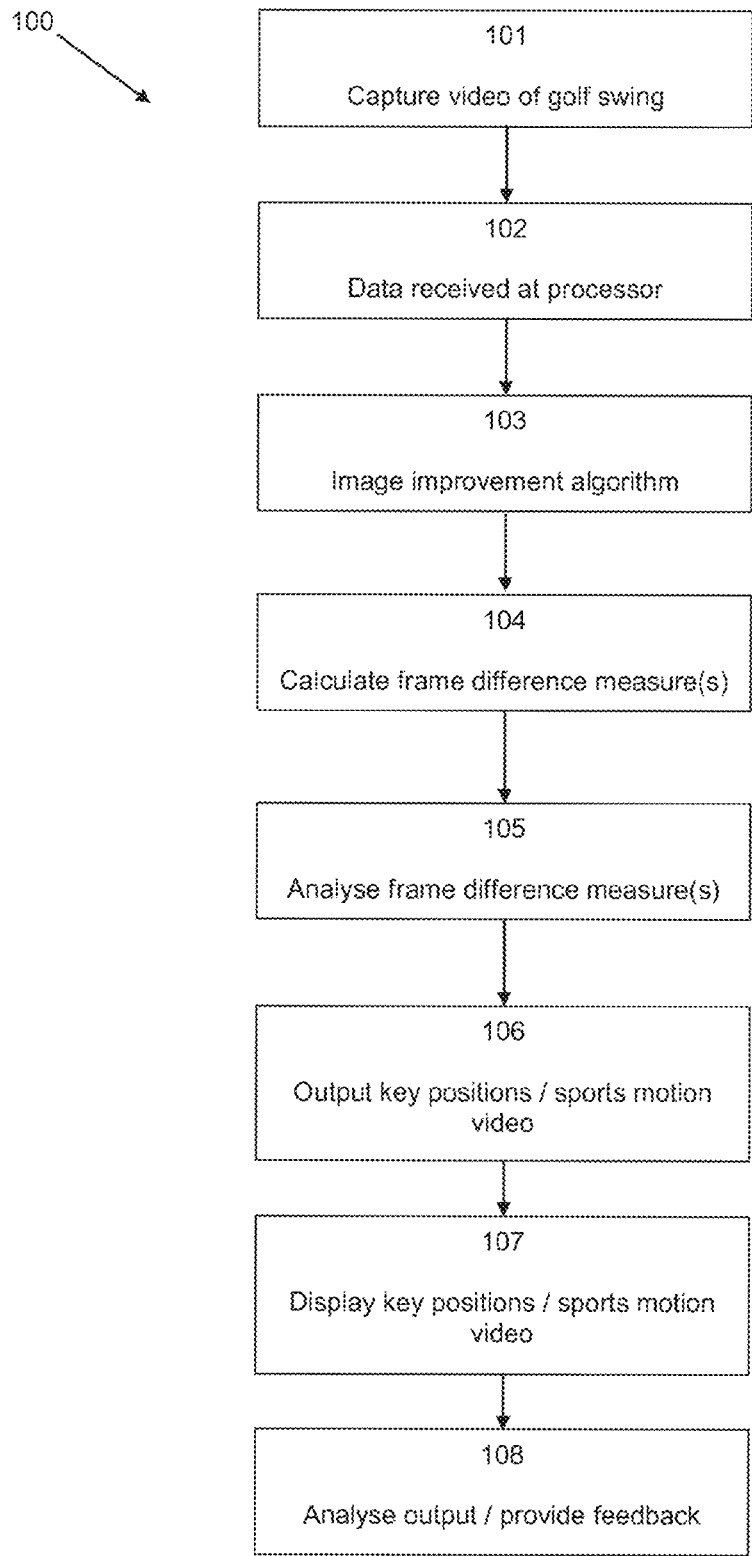 100
101
Capture video of golf swing
102
Data received at processor
103
Image improvement algorithm
104
Calculate frame difference measure(s)
105
Analyse frame difference measure(s)
106
Output key positions / sports motion
video
107
Display key positions / sports motion
video
108
Analyse output / provide feedback